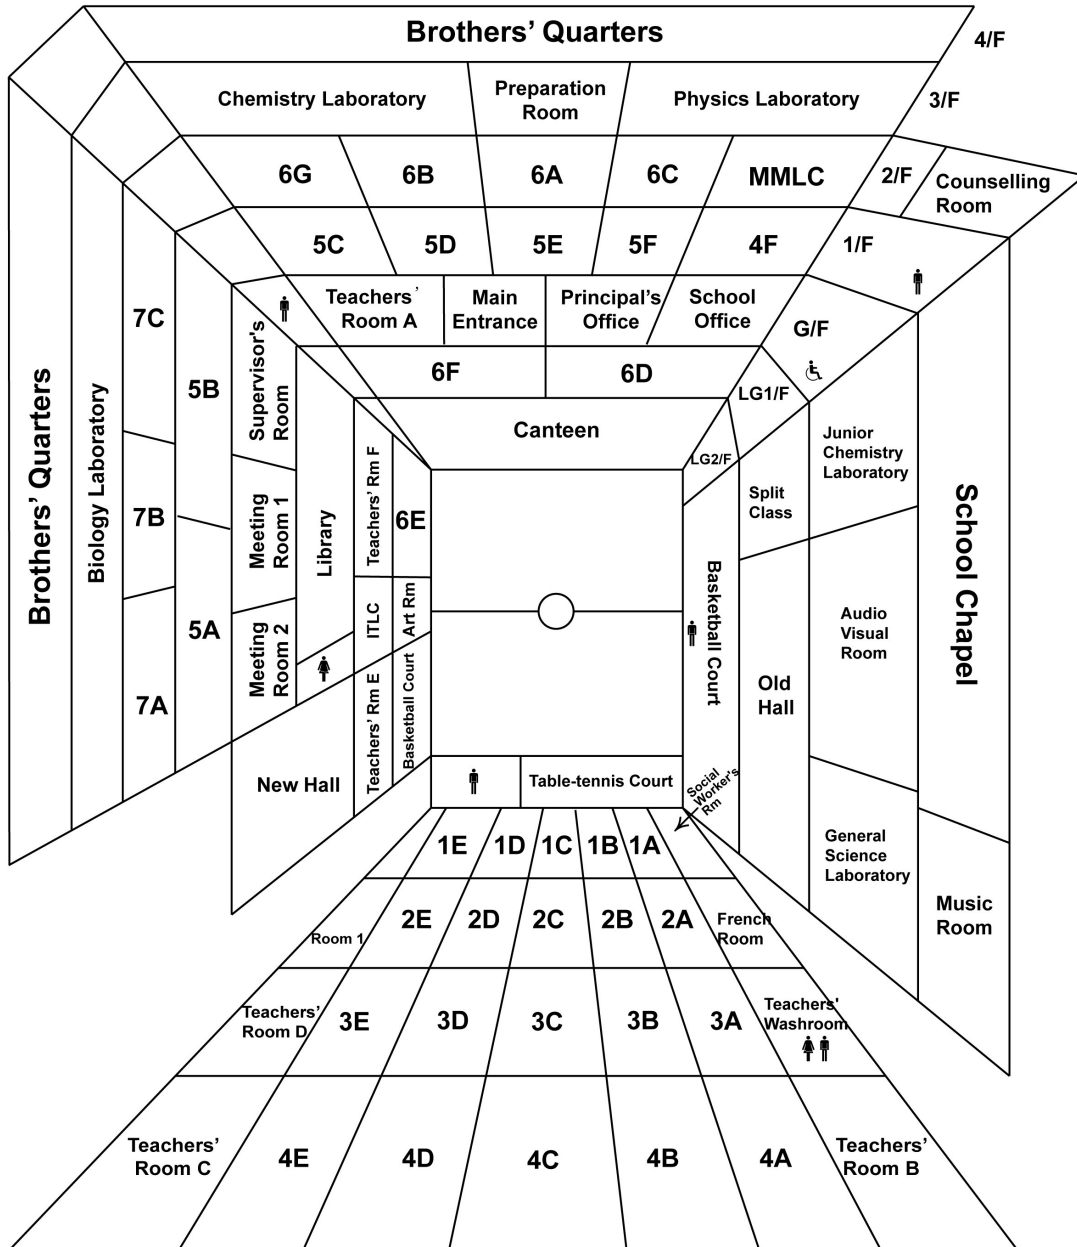 Brothers’ Quarters
4/F
Chemistry Laboratory
Preparation
Room
Physics Laboratory
3/F
6G
6B
6A
6C
MMLC
2/F
Counselling
Room
5C
5D
5E
5F
4F
1/F
Teachers’
Room A
Main
Entrance
Principal’s
Office
School
Office
G/F
6F
6D
LG1/F
Canteen
LG2/F
Brothers’ Quarters
Biology Laboratory
7C
7B
7A
5B
5A
Supervisor's
Room
Meeting
Room 1
Meeting
Room 2
Library
New Hall
Teachers’ Rm F
ITLC
Teachers’ Rm E
6E
Art Rm
Basketball Court
Basketball Court
Split
Class
Old
Hall
Junior
Chemistry
Laboratory
Audio
Visual
Room
General
Science
Laboratory
School Chapel
Music
Room
Table-tennis Court
Social
Worker's
Rm
1E
1D
1C
1B
1A
Room 1
2E
2D
2C
2B
2A
French
Room
Teachers’
Room D
3E
3D
3C
3B
3A
Teachers'
Washroom
Teachers’
Room C
4E
4D
4C
4B
4A
Teachers’
Room B